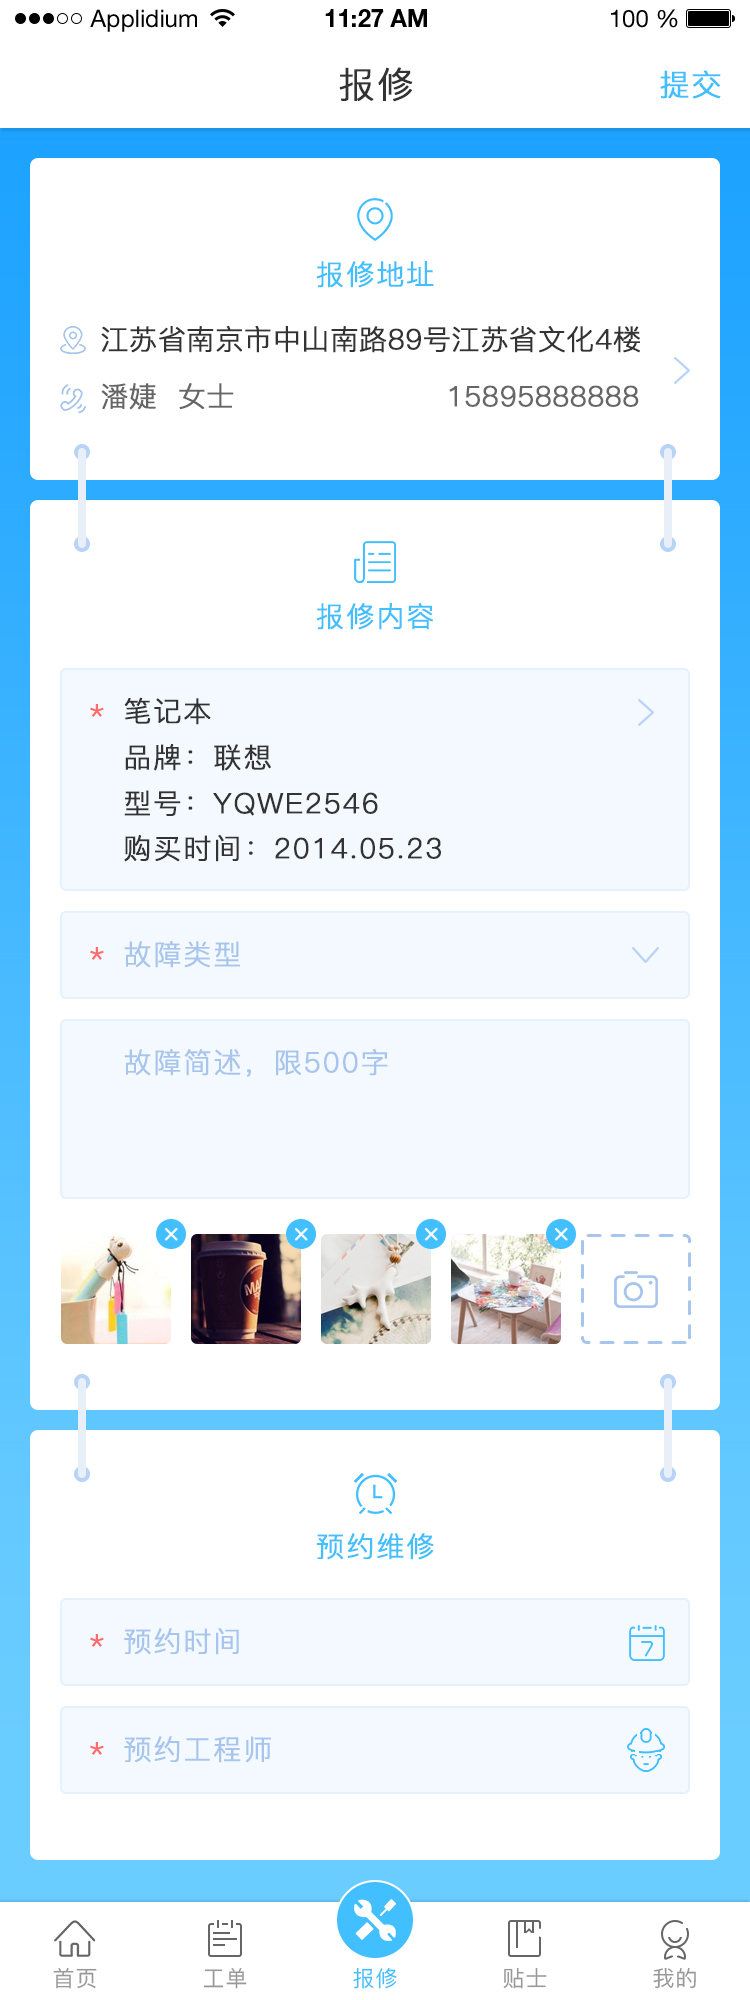 Applidium 11:27 AM 100 %
报修 提交
报修地址
江苏省南京市中山南路89号江苏省文化4楼
潘婕 女士 15895888888
报修内容
* 笔记本
品牌：联想
型号：YQWE2546
购买时间：2014.05.23
* 故障类型
故障简述，限500字
MA
预约维修
* 预约时间 7
* 预约工程师
首页 工单 报修 贴士 我的